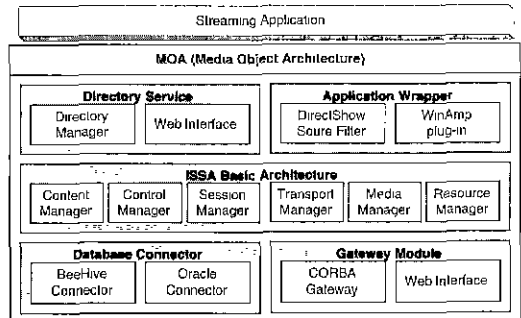 Streaming Application
MOA (Media Object Architecture)
Directory Service
Directory Manager
Web Interface
Application Wrapper
DirectShow Soure Filter
WinAmp plug-in
ISSA Basic Architecture
Content Manager
Control Manager
Session Manager
Transport Manager
Media Manager
Resource Manager
Database Connector
BeeHive Connector
Oracle Connector
Gateway Module
CORBA Gateway
Web Interface